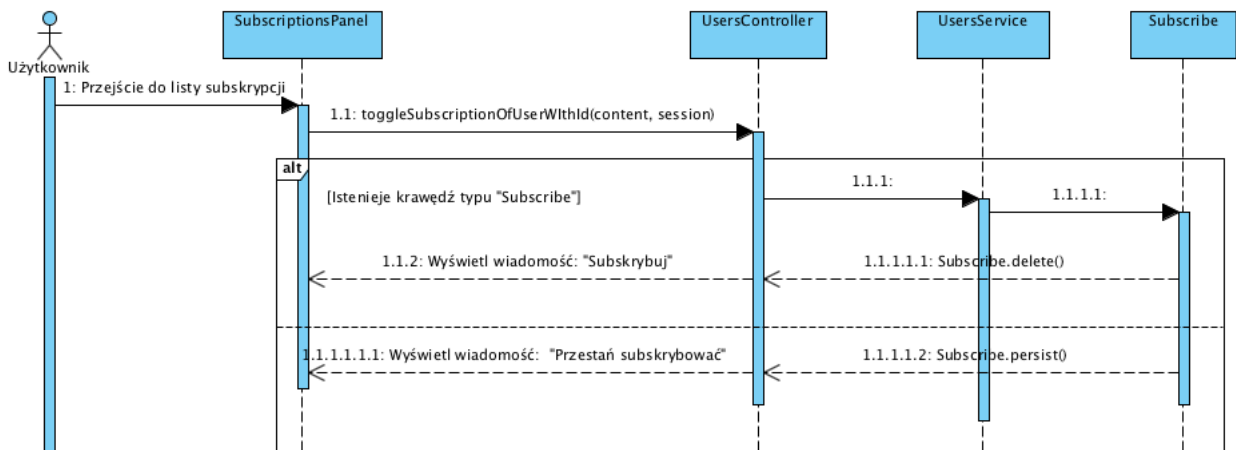 SubscriptionsPanel
UsersController
UsersService
Subscribe
Użytkownik
1: Przejście do listy subskrypcji
1.1: toggleSubscriptionOfUserWIthId(content, session)
alt
[Istenieje krawędź typu "Subscribe"]
1.1.1:
1.1.1.1:
1.1.2: Wyświetl wiadomość: "Subskrybuj"
1.1.1.1.1: Subscribe.delete()
1.1.1.1.1.1: Wyświetl wiadomość: "Przestań subskrybować"
1.1.1.1.2: Subscribe.persist()